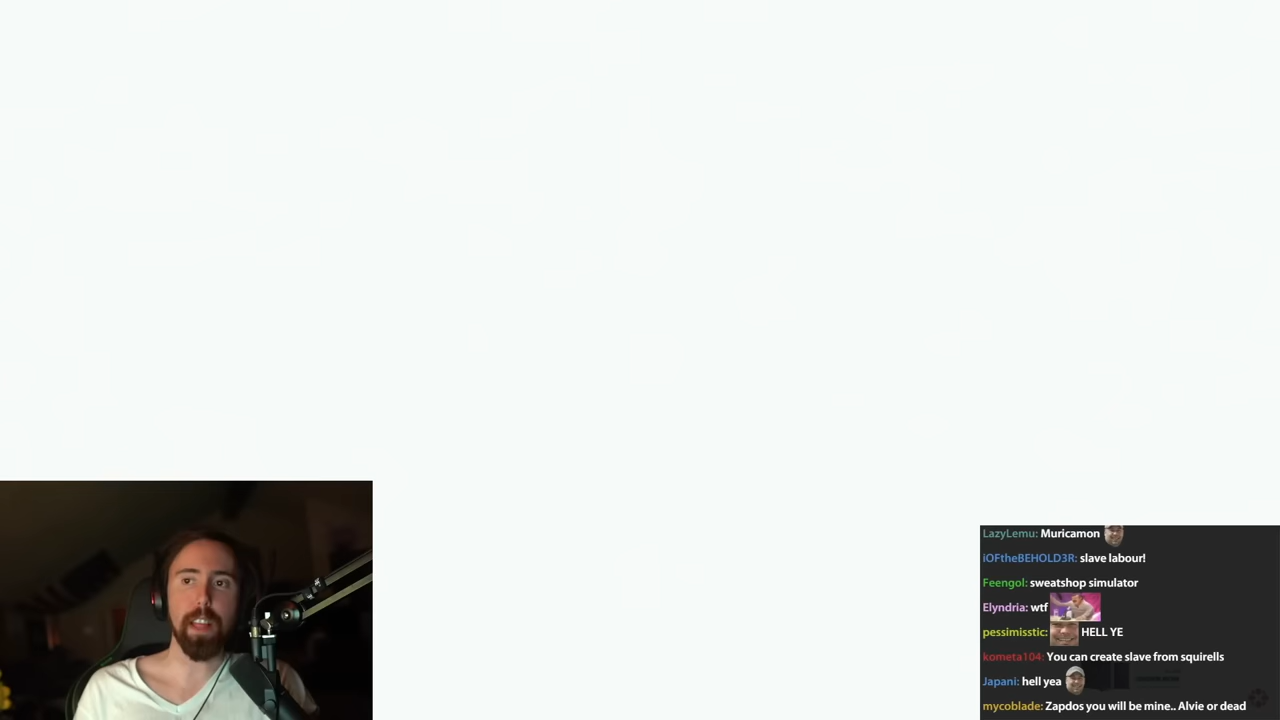 LazyLemu: Muricamon
iOFtheBEHOLD3R: slave labour!
Feengol: sweatshop simulator
Elyndria: wtf
pessimisstic: HELL YE
kometa104: You can create slave from squirells
Japani: hell yea
mycoblade: Zapdos you will be mine.. Alvie or dead